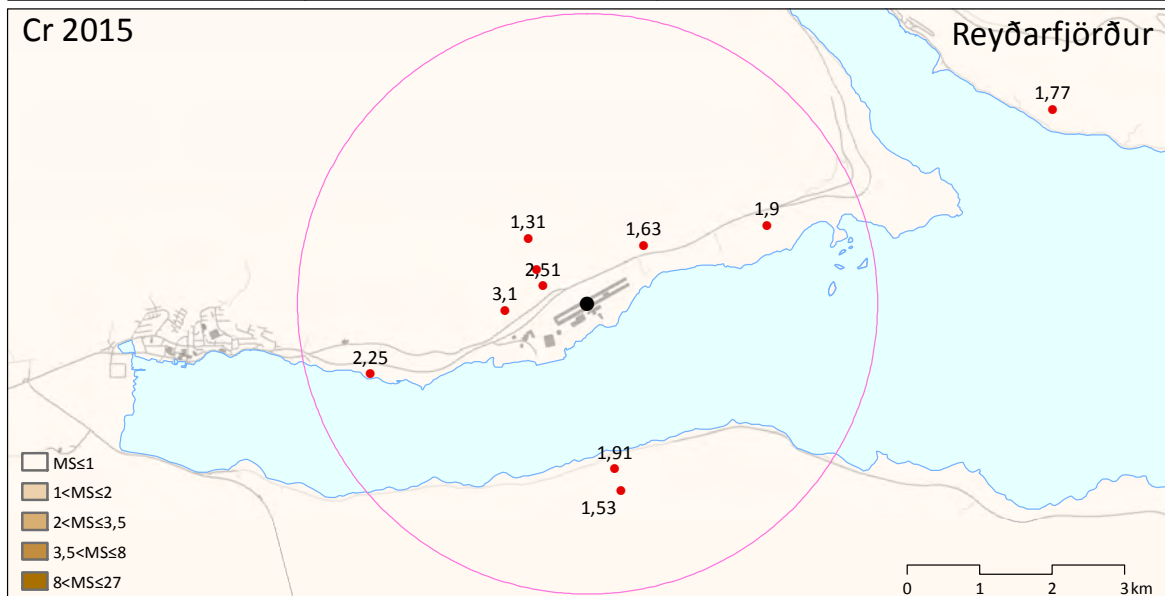 Cr 2015
Reyðarfjörður
1,77
1,9
1,31
1,63
2,51
3,1
2,25
1,91
1,53
MS≤1
1<MS≤2
2<MS≤3,5
3,5<MS≤8
8<MS≤27
0 1 2 3 km